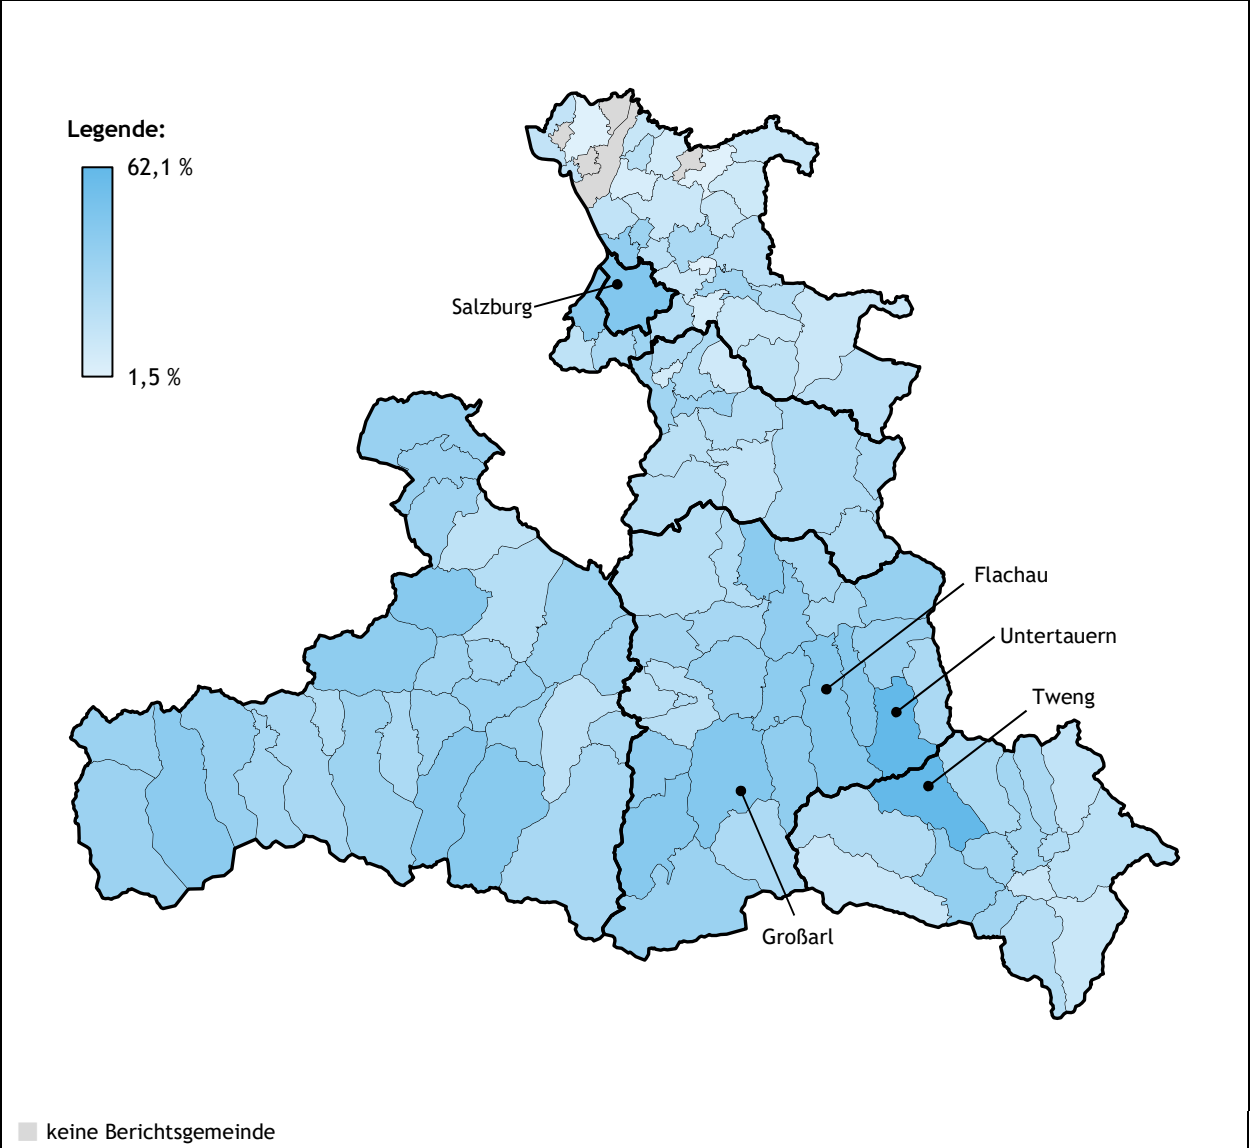 Legende:
62,1 %
1,5 %
Salzburg
Flachau
Untertauern
Tweng
Großarl
keine Berichtsgemeinde